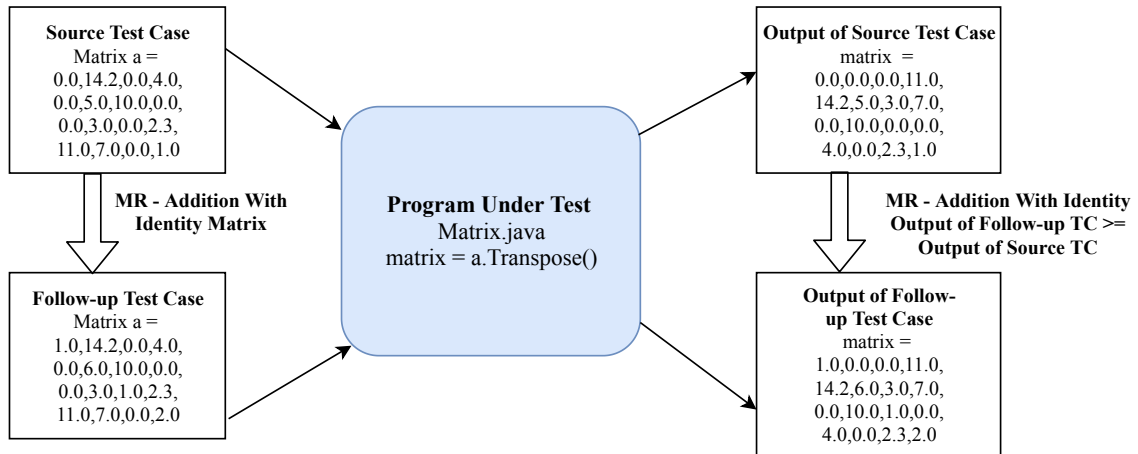 Source Test Case
Matrix a =
0.0,14.2,0.0,4.0,
0.0,5.0,10.0,0.0,
0.0,3.0,0.0,2.3,
11.0,7.0,0.0,1.0
MR - Addition With
Identity Matrix
Follow-up Test Case
Matrix a =
1.0,14.2,0.0,4.0,
0.0,6.0,10.0,0.0,
0.0,3.0,1.0,2.3,
11.0,7.0,0.0,2.0
Program Under Test
Matrix.java
matrix = a.Transpose()
Output of Source Test Case
matrix =
0.0,0.0,0.0,11.0,
14.2,5.0,3.0,7.0,
0.0,10.0,0.0,0.0,
4.0,0.0,2.3,1.0
MR - Addition With Identity
Output of Follow-up TC >=
Output of Source TC
Output of Follow-
up Test Case
matrix =
1.0,0.0,0.0,11.0,
14.2,6.0,3.0,7.0,
0.0,10.0,1.0,0.0,
4.0,0.0,2.3,2.0